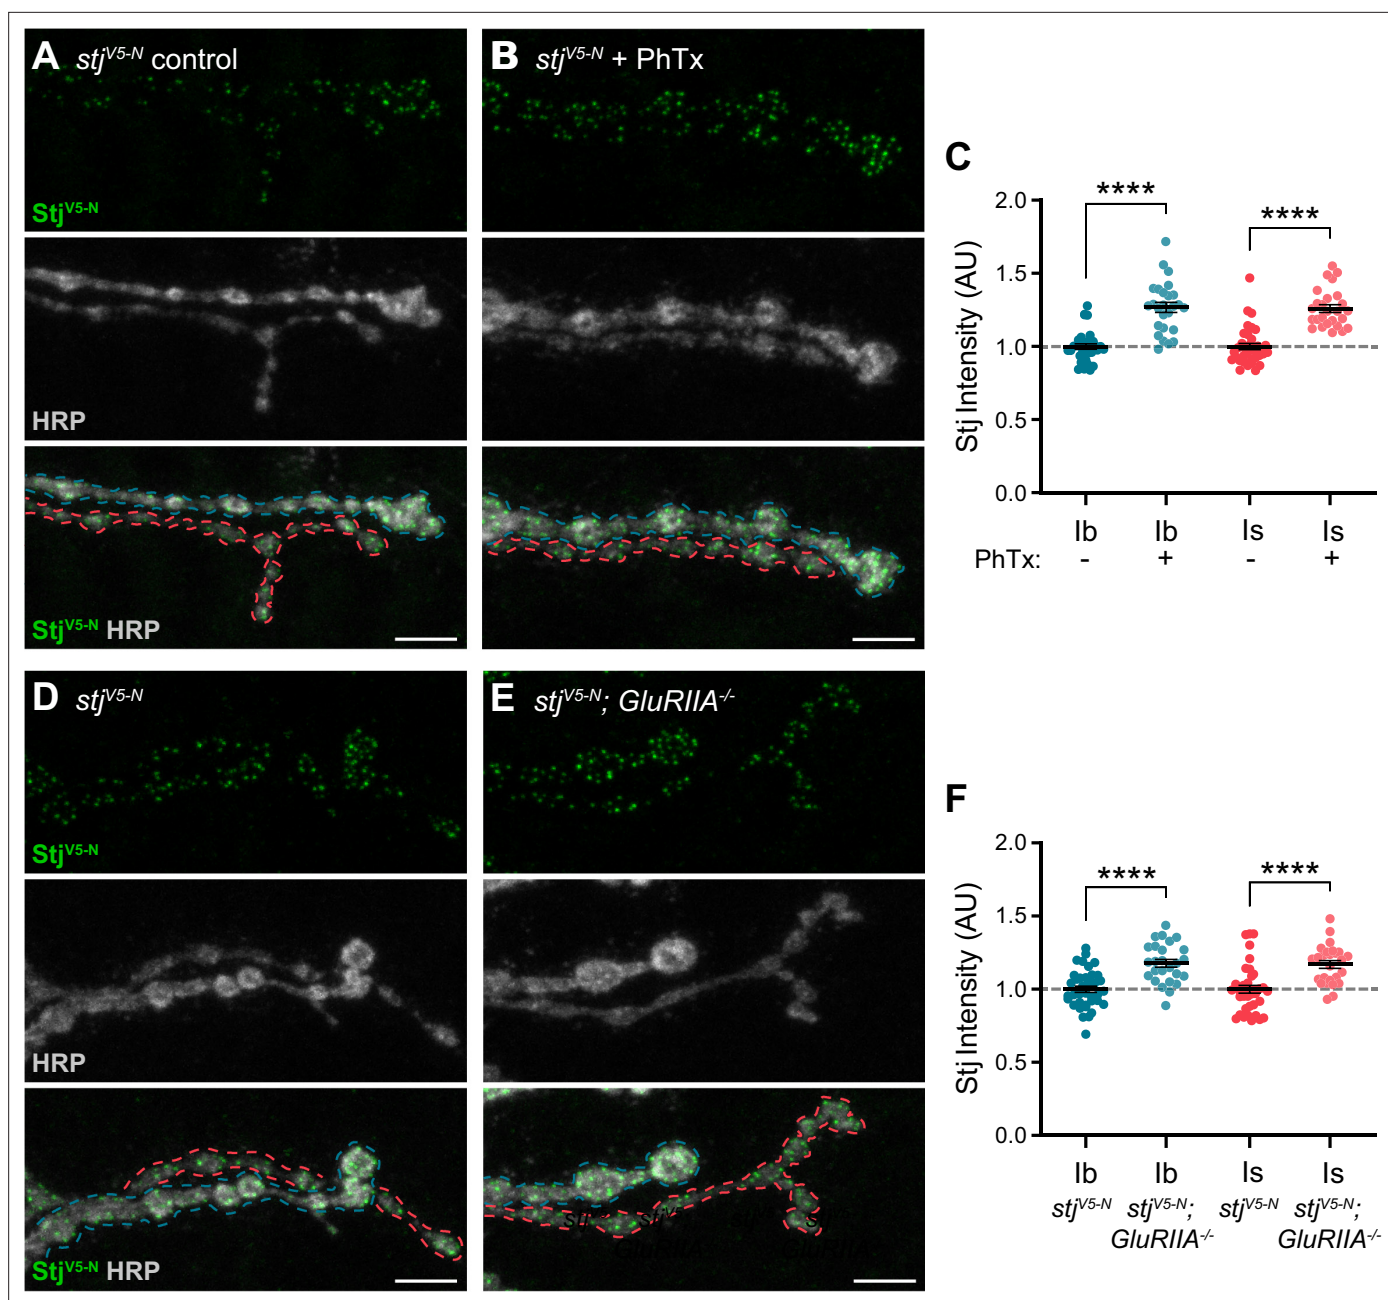 A stjV5-N control
StjV5-N
HRP
StjV5-N HRP
B stjV5-N + PhTx
C
Stj Intensity (AU)
2.0
1.5
1.0
0.5
0.0
****
****
Ib Ib Is Is
PhTx: - + - +
D stjV5-N
StjV5-N
HRP
StjV5-N HRP
E stjV5-N; GluRIIA-/-
F
Stj Intensity (AU)
2.0
1.5
1.0
0.5
0.0
****
****
Ib Ib Is Is
stjV5-N stjV5-N; stjV5-N stjV5-N;
GluRIIA-/- GluRIIA-/-